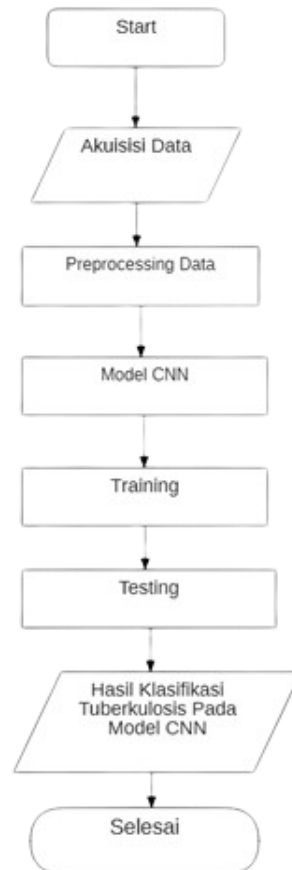 Start
Akuisisi Data
Preprocessing Data
Model CNN
Training
Testing
Hasil Klasifikasi
Tuberkulosis Pada
Model CNN
Selesai